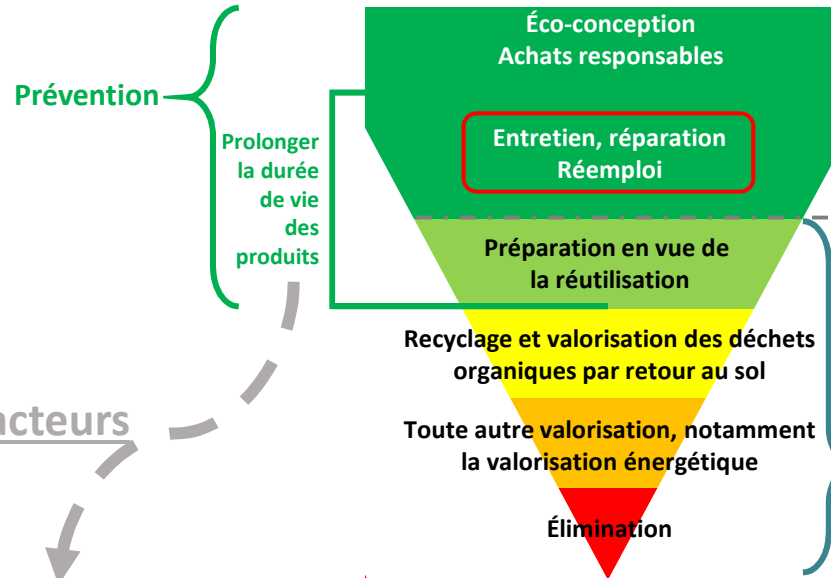 Éco-conception
Achats responsables
Prévention
Prolonger
la durée
de vie
des
produits
Entretien, réparation
Réemploi
Préparation en vue de
la réutilisation
Recyclage et valorisation des déchets
organiques par retour au sol
acteurs
Toute autre valorisation, notamment
la valorisation énergétique
Élimination